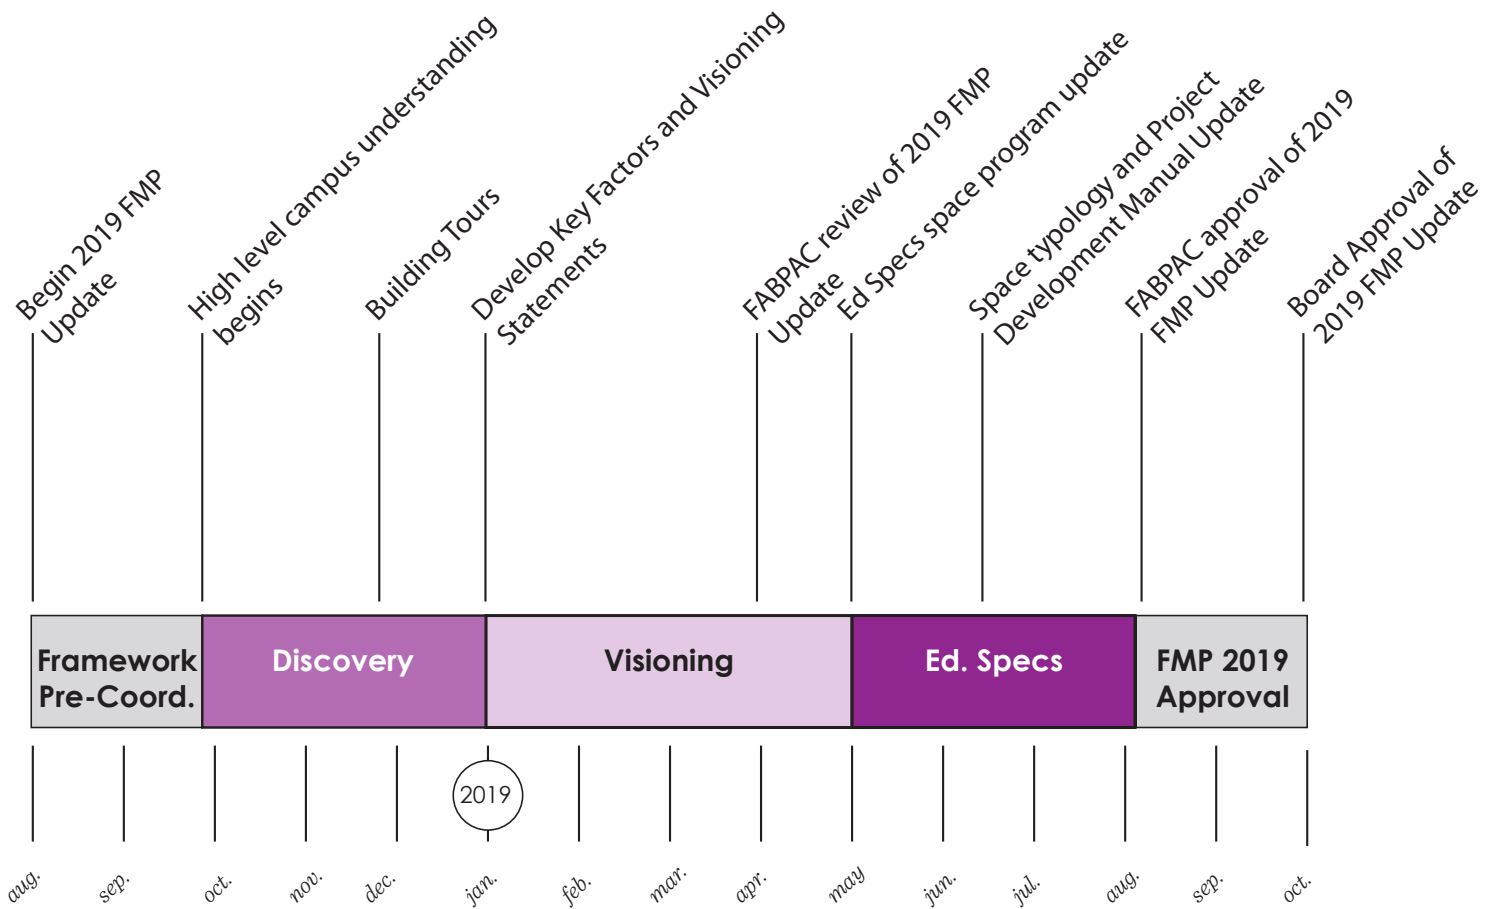 Begin 2019 FMP
Update
High level campus understanding
begins
Building Tours
Develop Key Factors and Visioning
Statements
FABPAC review of 2019 FMP
Update
Ed Specs space program update
Space typology and Project
Development Manual Update
FABPAC approval of 2019
FMP Update
Board Approval of
2019 FMP Update
Framework
Pre-Coord.
Discovery
Visioning
Ed. Specs
FMP 2019
Approval
2019
aug.
sep.
oct.
nov.
dec.
jan.
feb.
mar.
apr.
may
jun.
jul.
aug.
sep.
oct.